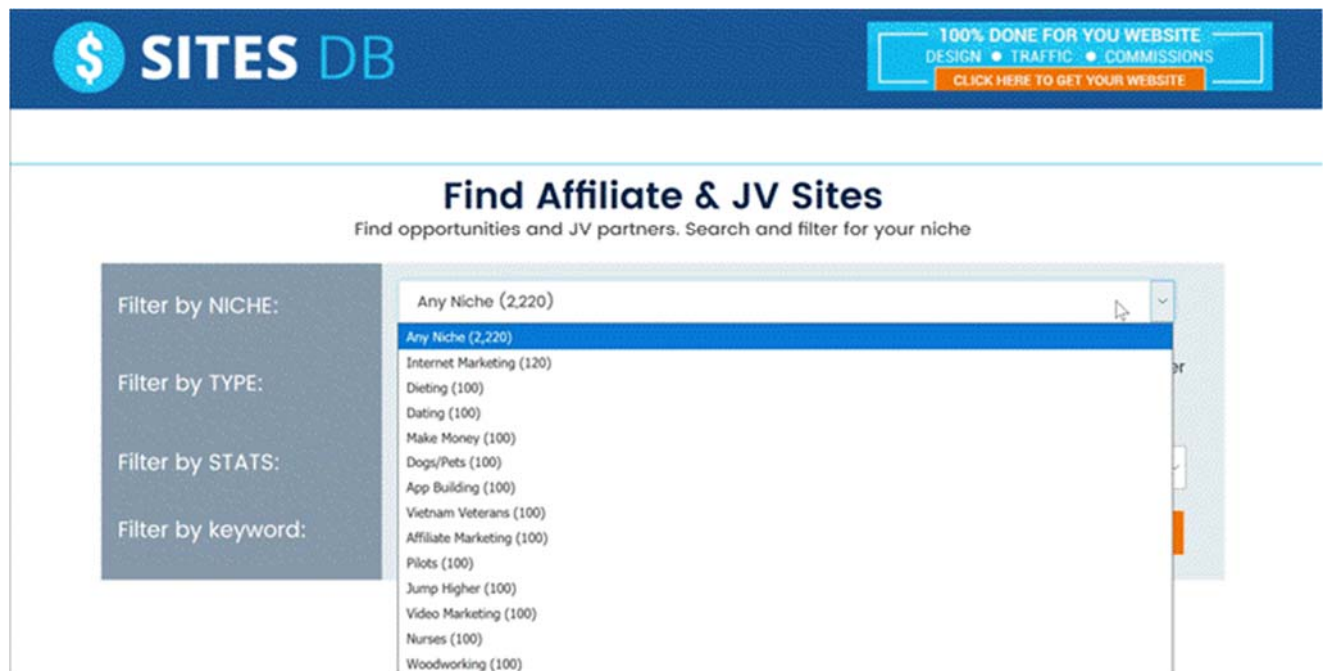 $ SITES DB
100% DONE FOR YOU WEBSITE
DESIGN ● TRAFFIC ● COMMISSIONS
CLICK HERE TO GET YOUR WEBSITE
Find Affiliate & JV Sites
Find opportunities and JV partners. Search and filter for your niche
Filter by NICHE:
Any Niche (2,220)
Any Niche (2,220)
Internet Marketing (120)
Filter by TYPE:
er
Dieting (100)
Dating (100)
Make Money (100)
Filter by STATS:
Dogs/Pets (100)
App Building (100)
Vietnam Veterans (100)
Filter by keyword:
Affiliate Marketing (100)
Pilots (100)
Jump Higher (100)
Video Marketing (100)
Nurses (100)
Woodworking (100)